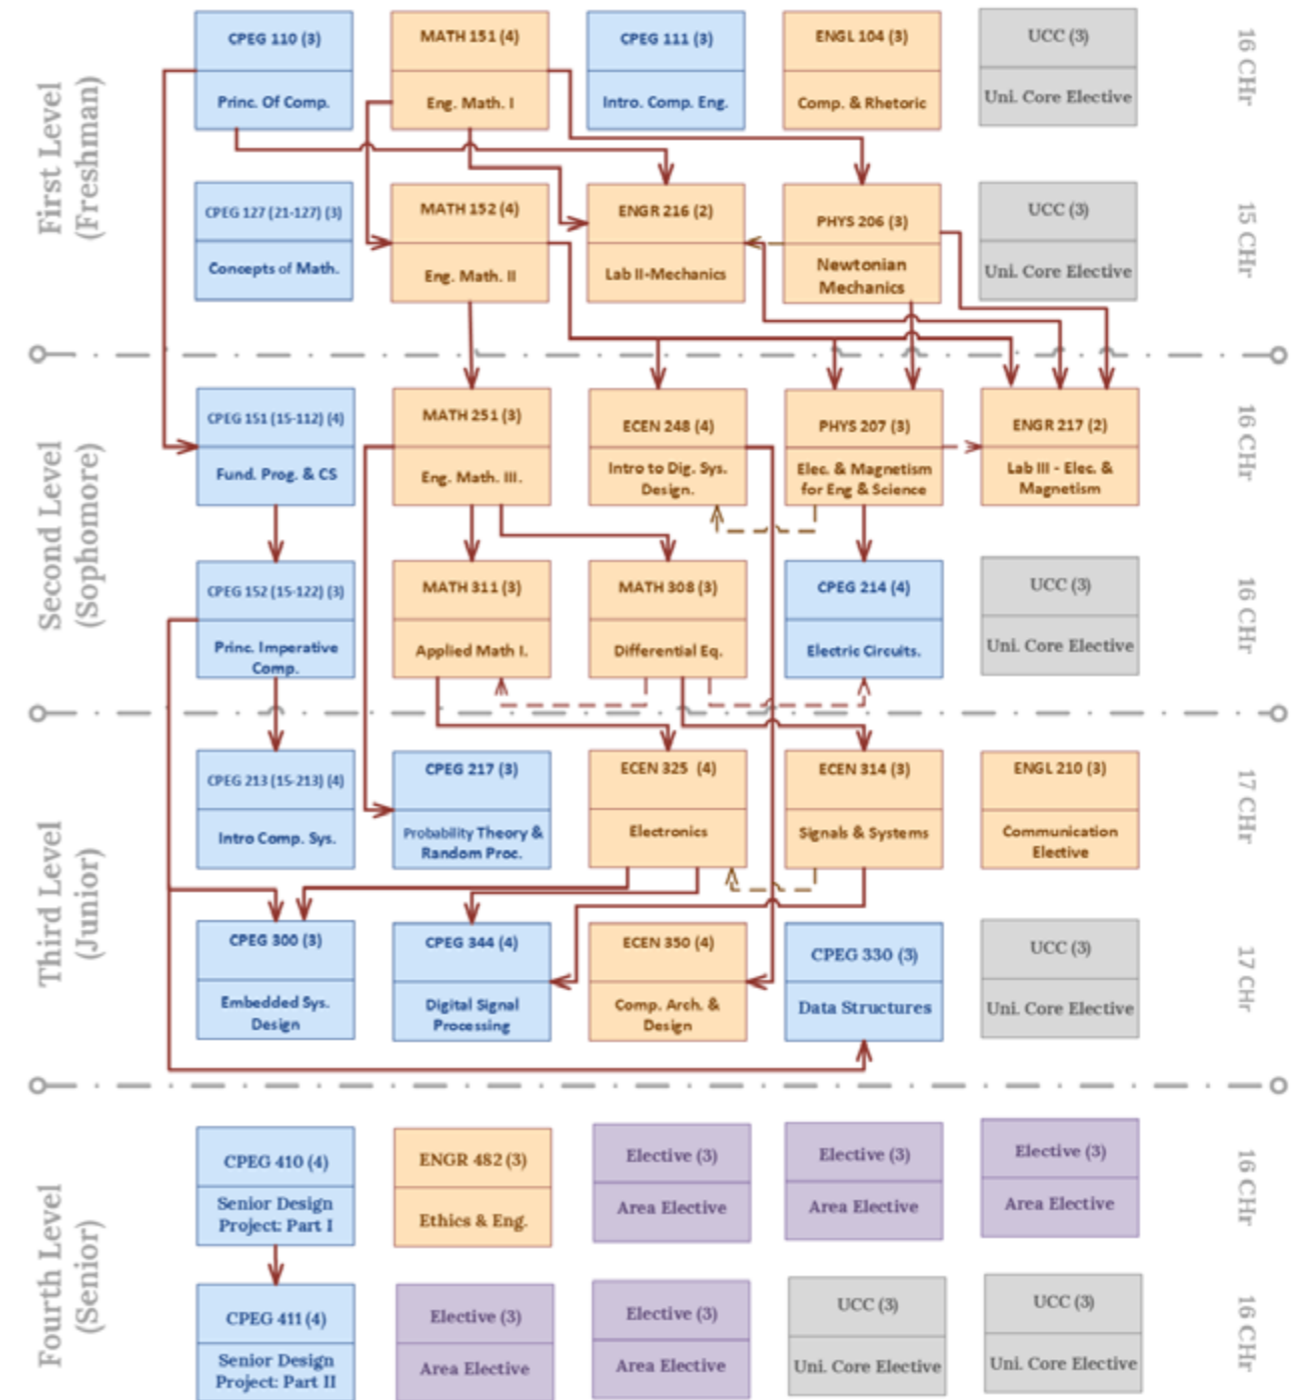 First Level
(Freshman)
CPEG 110 (3)
Princ. Of Comp.
MATH 151 (4)
Eng. Math. I
CPEG 111 (3)
Intro. Comp. Eng.
ENGL 104 (3)
Comp. & Rhetoric
UCC (3)
Uni. Core Elective
16 CHr
CPEG 127 (21-127) (3)
Concepts of Math.
MATH 152 (4)
Eng. Math. II
ENGR 216 (2)
Lab II-Mechanics
PHYS 206 (3)
Newtonian
Mechanics
UCC (3)
Uni. Core Elective
15 CHr
Second Level
(Sophomore)
CPEG 151 (15-112) (4)
Fund. Prog. & CS
MATH 251 (3)
Eng. Math. III.
ECEN 248 (4)
Intro to Dig. Sys.
Design.
PHYS 207 (3)
Elec. & Magnetism
for Eng & Science
ENGR 217 (2)
Lab III - Elec. &
Magnetism
16 CHr
CPEG 152 (15-122) (3)
Princ. Imperative
Comp.
MATH 311 (3)
Applied Math I.
MATH 308 (3)
Differential Eq.
CPEG 214 (4)
Electric Circuits.
UCC (3)
Uni. Core Elective
16 CHr
Third Level
(Junior)
CPEG 213 (15-213) (4)
Intro Comp. Sys.
CPEG 217 (3)
Probability Theory &
Random Proc.
ECEN 325 (4)
Electronics
ECEN 314 (3)
Signals & Systems
ENGL 210 (3)
Communication
Elective
17 CHr
CPEG 300 (3)
Embedded Sys.
Design
CPEG 344 (4)
Digital Signal
Processing
ECEN 350 (4)
Comp. Arch. &
Design
CPEG 330 (3)
Data Structures
UCC (3)
Uni. Core Elective
17 CHr
Fourth Level
(Senior)
CPEG 410 (4)
Senior Design
Project: Part I
ENGR 482 (3)
Ethics & Eng.
Elective (3)
Area Elective
Elective (3)
Area Elective
Elective (3)
Area Elective
16 CHr
CPEG 411 (4)
Senior Design
Project: Part II
Elective (3)
Area Elective
Elective (3)
Area Elective
UCC (3)
Uni. Core Elective
UCC (3)
Uni. Core Elective
16 CHr